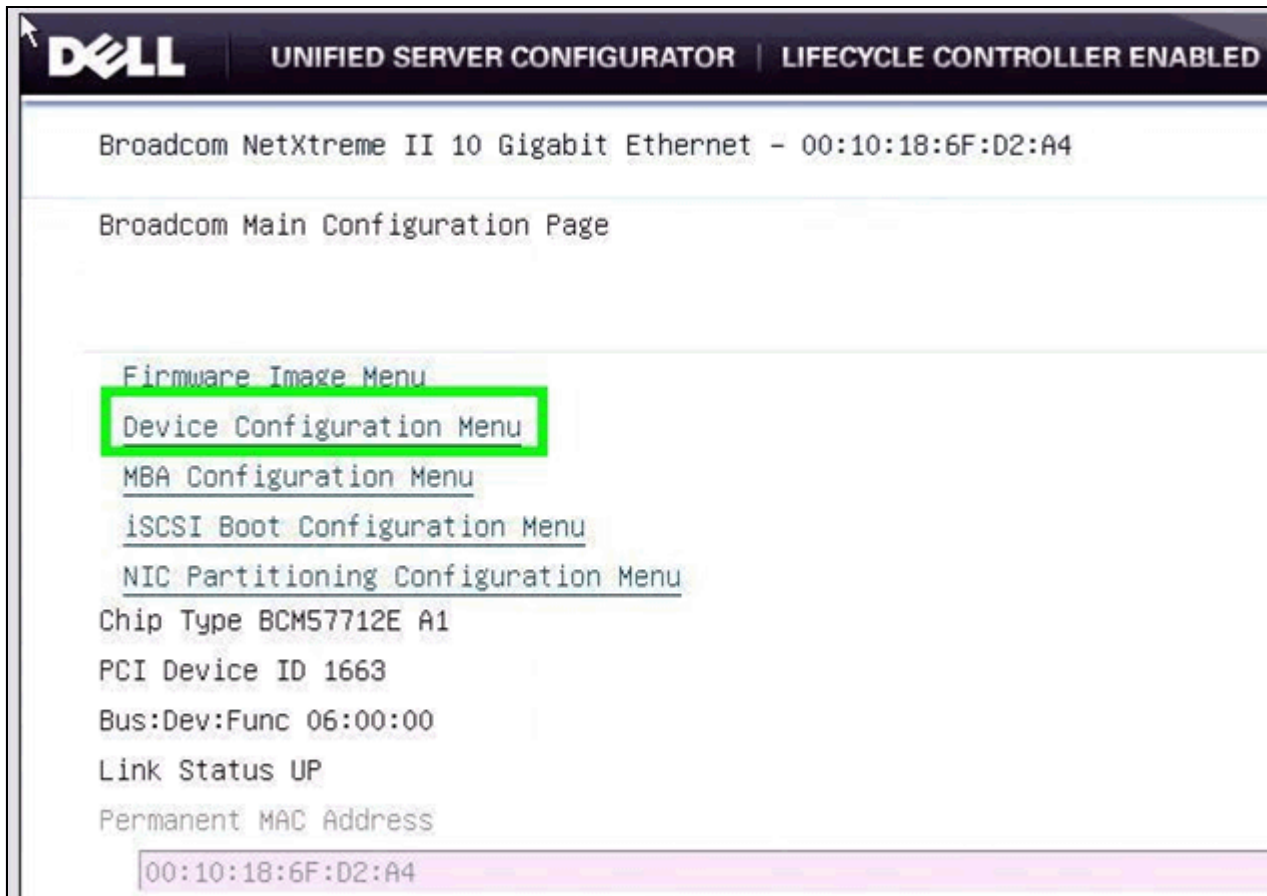 DELL UNIFIED SERVER CONFIGURATOR | LIFECYCLE CONTROLLER ENABLED
Broadcom NetXtreme II 10 Gigabit Ethernet – 00:10:18:6F:D2:A4
Broadcom Main Configuration Page
Firmware Image Menu
Device Configuration Menu
MBA Configuration Menu
iSCSI Boot Configuration Menu
NIC Partitioning Configuration Menu
Chip Type BCM57712E A1
PCI Device ID 1663
Bus:Dev:Func 06:00:00
Link Status UP
Permanent MAC Address
00:10:18:6F:D2:A4